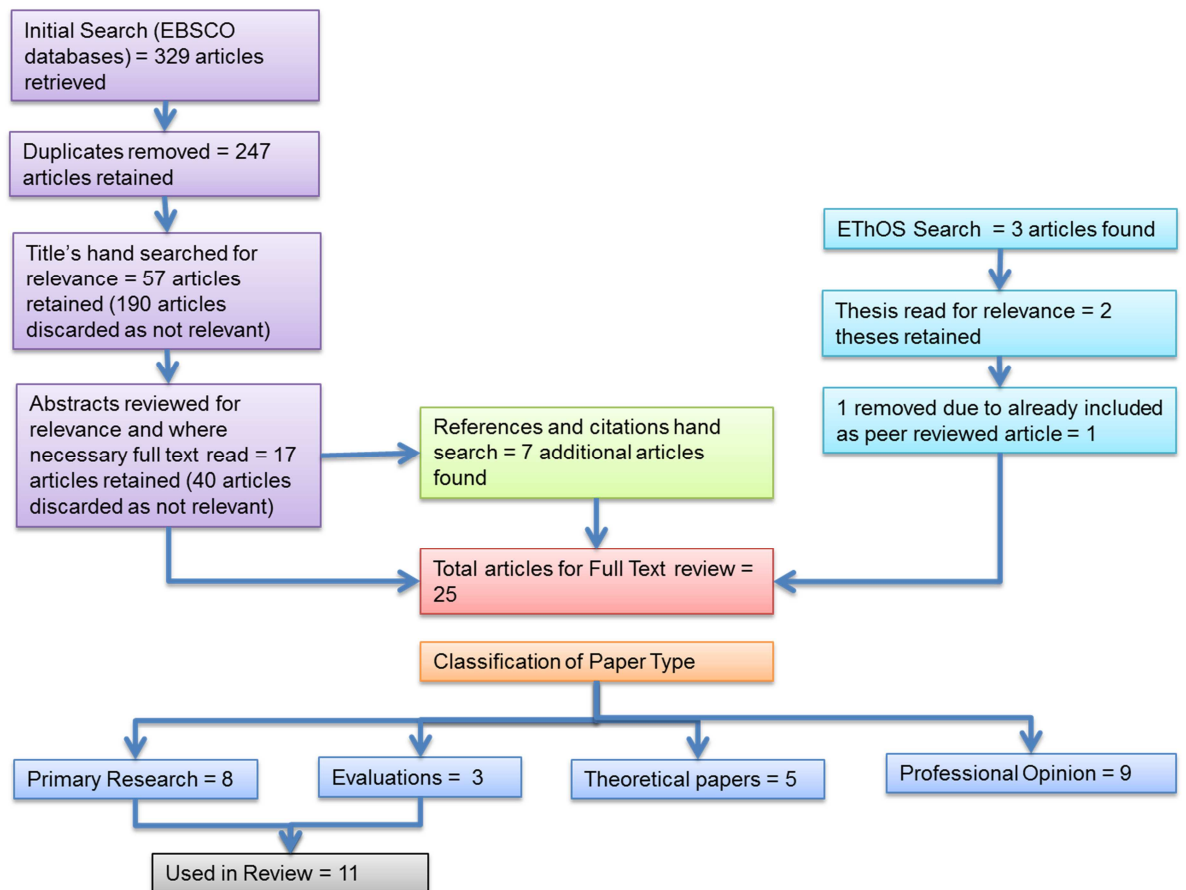 Initial Search (EBSCO
databases) = 329 articles
retrieved
Duplicates removed = 247
articles retained
Title's hand searched for
relevance = 57 articles
retained (190 articles
discarded as not relevant)
Abstracts reviewed for
relevance and where
necessary full text read = 17
articles retained (40 articles
discarded as not relevant)
References and citations hand
search = 7 additional articles
found
EThOS Search = 3 articles found
Thesis read for relevance = 2
theses retained
1 removed due to already included
as peer reviewed article = 1
Total articles for Full Text review =
25
Classification of Paper Type
Primary Research = 8
Evaluations = 3
Theoretical papers = 5
Professional Opinion = 9
Used in Review = 11